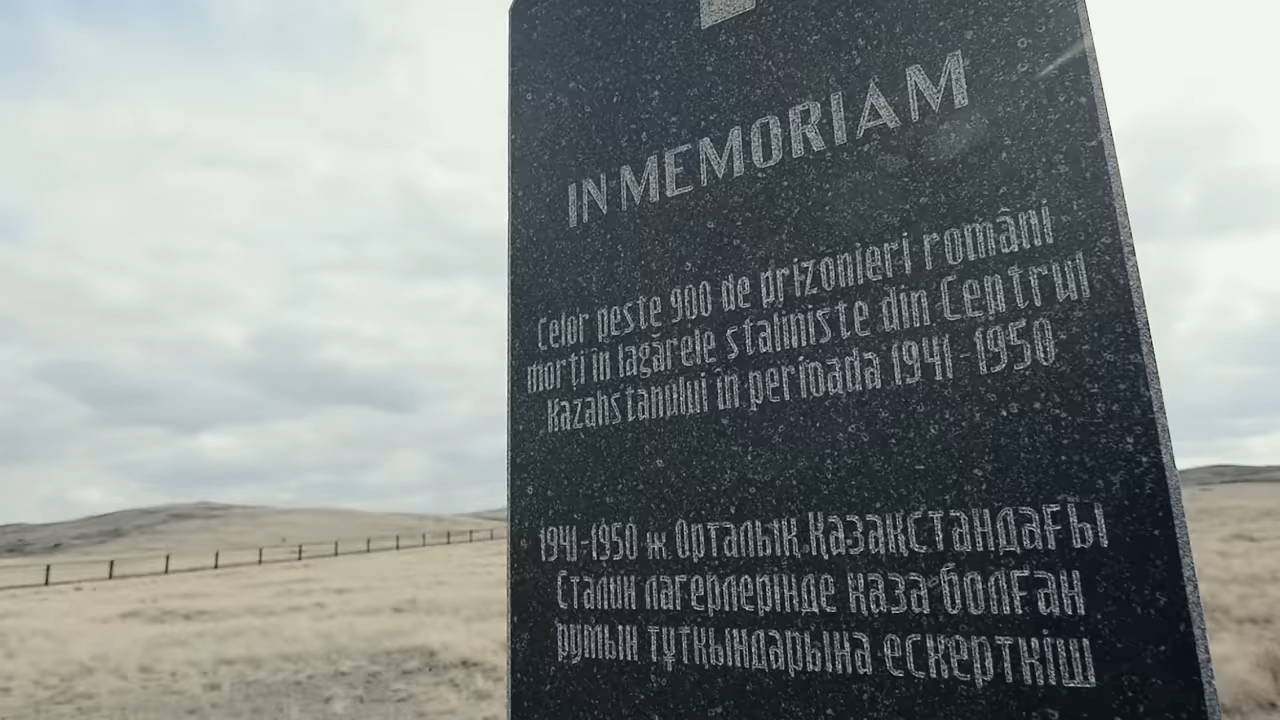 IN MEMORIAM
Celor peste 900 de prizonieri români
morți in lagărele staliniste din Centrul
Kazahstanului în perioada 1941-1950
1941-1950 ж. Орталық Қазақстандағы
Сталин лагерлерінде қаза болған
румын тұтқындарына ескерткіш